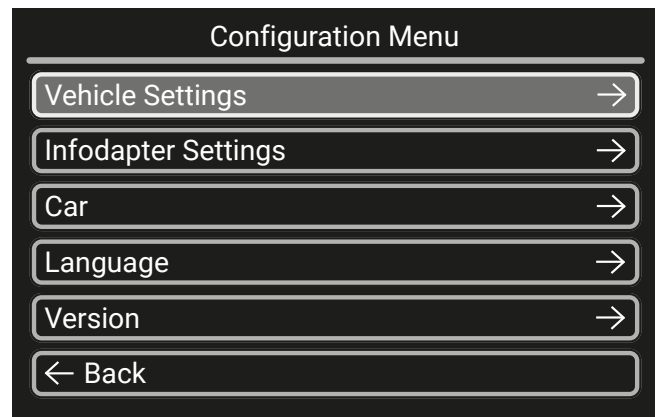 Configuration Menu
Vehicle Settings →
Infodapter Settings →
Car →
Language →
Version →
← Back